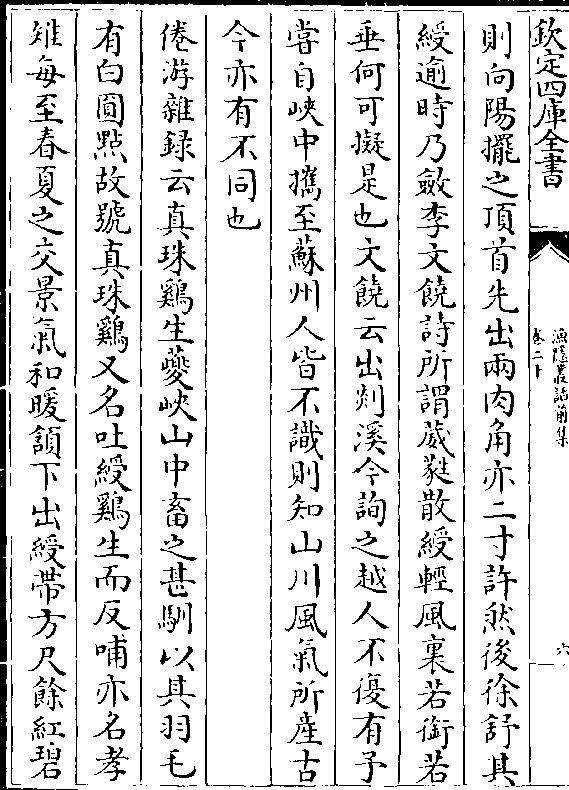 欽定四庫全書
漁隱叢話前集
卷二十
六
則向陽擺之頂首先出兩肉角亦二寸許然後徐舒其
綬逾時乃斂李文饒詩所謂葳蕤散綬輕風裏若銜若
垂何可擬是也文饒云出剡溪今詢之越人不復有予
嘗自峽中攜至蘇州人皆不識則知山川風氣所産古
今亦有不同也
倦游雜録云真珠鷄生䕫峽山中畜之甚馴以其羽毛
有白圓點故號真珠鷄又名吐綬鷄生而反哺亦名孝
雉每至春夏之交景氣和暖頷下出綬帶方尺餘紅碧